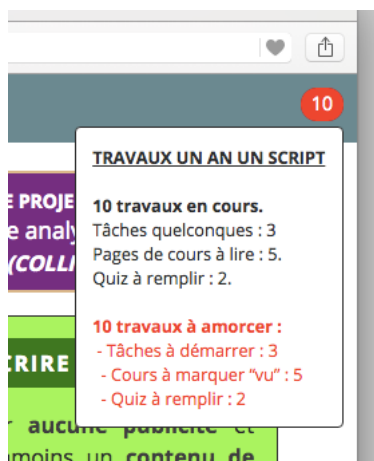 10
TRAVAUX UN AN UN SCRIPT
10 travaux en cours.
Tâches quelconques : 3
Pages de cours à lire : 5.
Quiz à remplir : 2.
10 travaux à amorcer :
- Tâches à démarrer : 3
- Cours à marquer “vu” : 5
- Quiz à remplir : 2
E PROJE
e analy
(COLLI
CRIRE
aucune publicité et
moins un contenu de